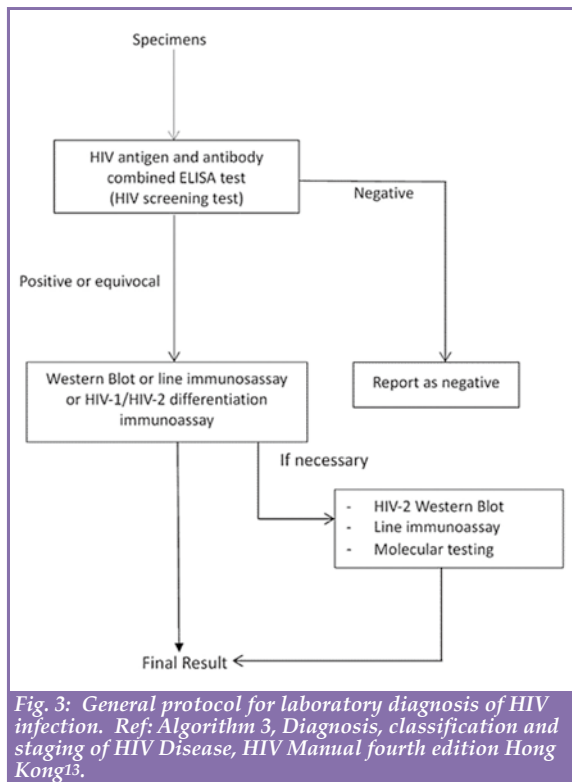 Specimens
HIV antigen and antibody
combined ELISA test
(HIV screening test)
Negative
Positive or equivocal
Western Blot or line immunosassay
or HIV-1/HIV-2 differentiation
immunoassay
Report as negative
If necessary
- HIV-2 Western Blot
- Line immunoassay
- Molecular testing
Final Result
Fig. 3: General protocol for laboratory diagnosis of HIV
infection. Ref: Algorithm 3, Diagnosis, classification and
staging of HIV Disease, HIV Manual fourth edition Hong
Kong13.